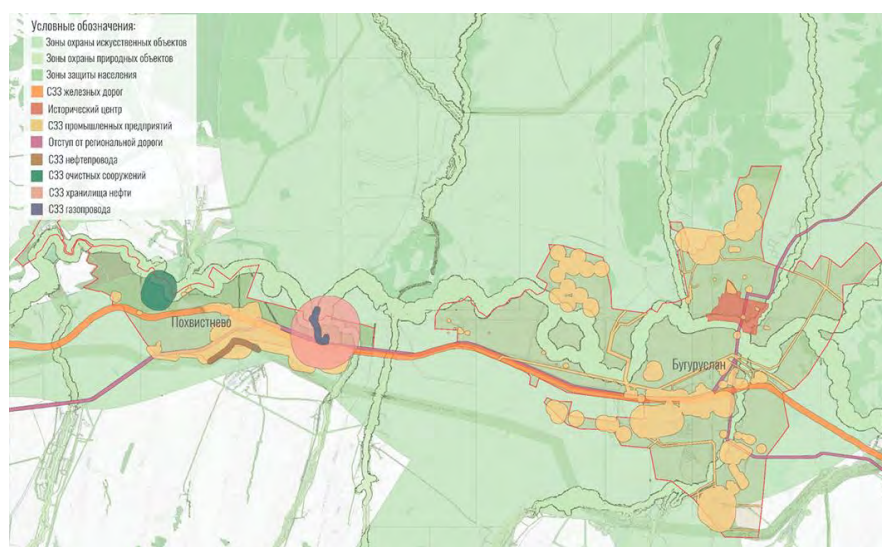 Условные обозначения:
Зоны охраны искусственных объектов
Зоны охраны природных объектов
Зоны защиты населения
СЗЗ железных дорог
Исторический центр
СЗЗ промышленных предприятий
Отступ от региональной дороги
СЗЗ нефтепровода
СЗЗ очистных сооружений
СЗЗ хранилища нефти
СЗЗ газопровода
Похвистнево
Бугуруслан